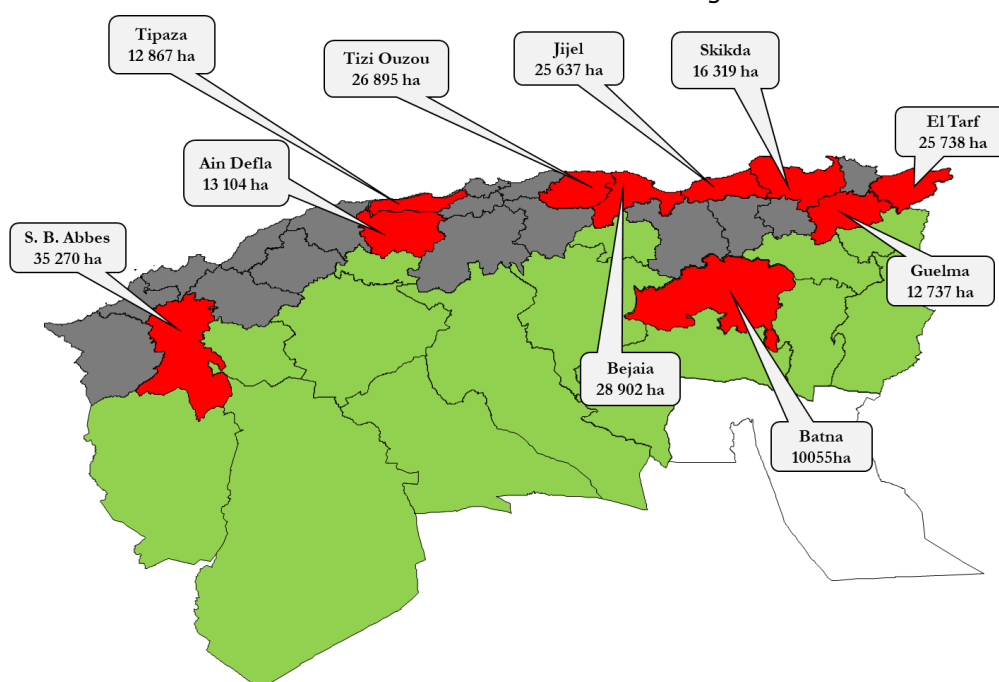 Tipaza
12 867 ha
Tizi Ouzou
26 895 ha
Jijel
25 637 ha
Skikda
16 319 ha
El Tarf
25 738 ha
Ain Defla
13 104 ha
S. B. Abbes
35 270 ha
Guelma
12 737 ha
Bejaia
28 902 ha
Batna
10055ha